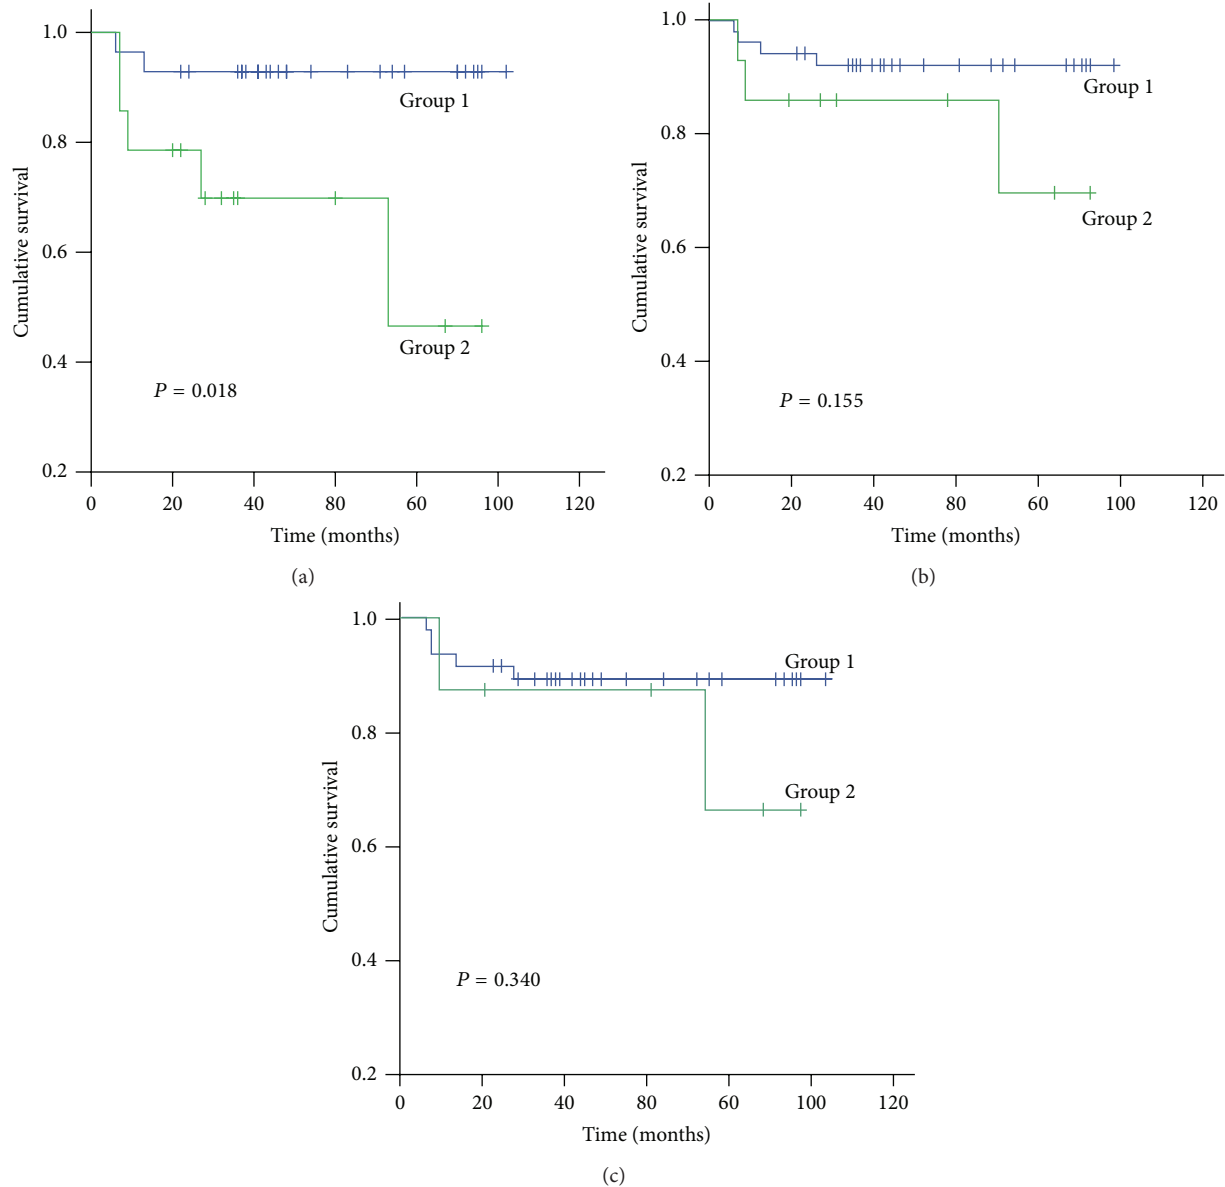 1.0
0.8
0.6
0.4
0.2
Cumulative survival
Group 1
Group 2
P = 0.018
0 20 40 80 60 100 120
Time (months)
(a)
1.0
0.8
0.6
0.4
0.2
Cumulative survival
Group 1
Group 2
P = 0.155
0 20 40 80 60 100 120
Time (months)
(b)
1.0
0.8
0.6
0.4
0.2
Cumulative survival
Group 1
Group 2
P = 0.340
0 20 40 80 60 100 120
Time (months)
(c)